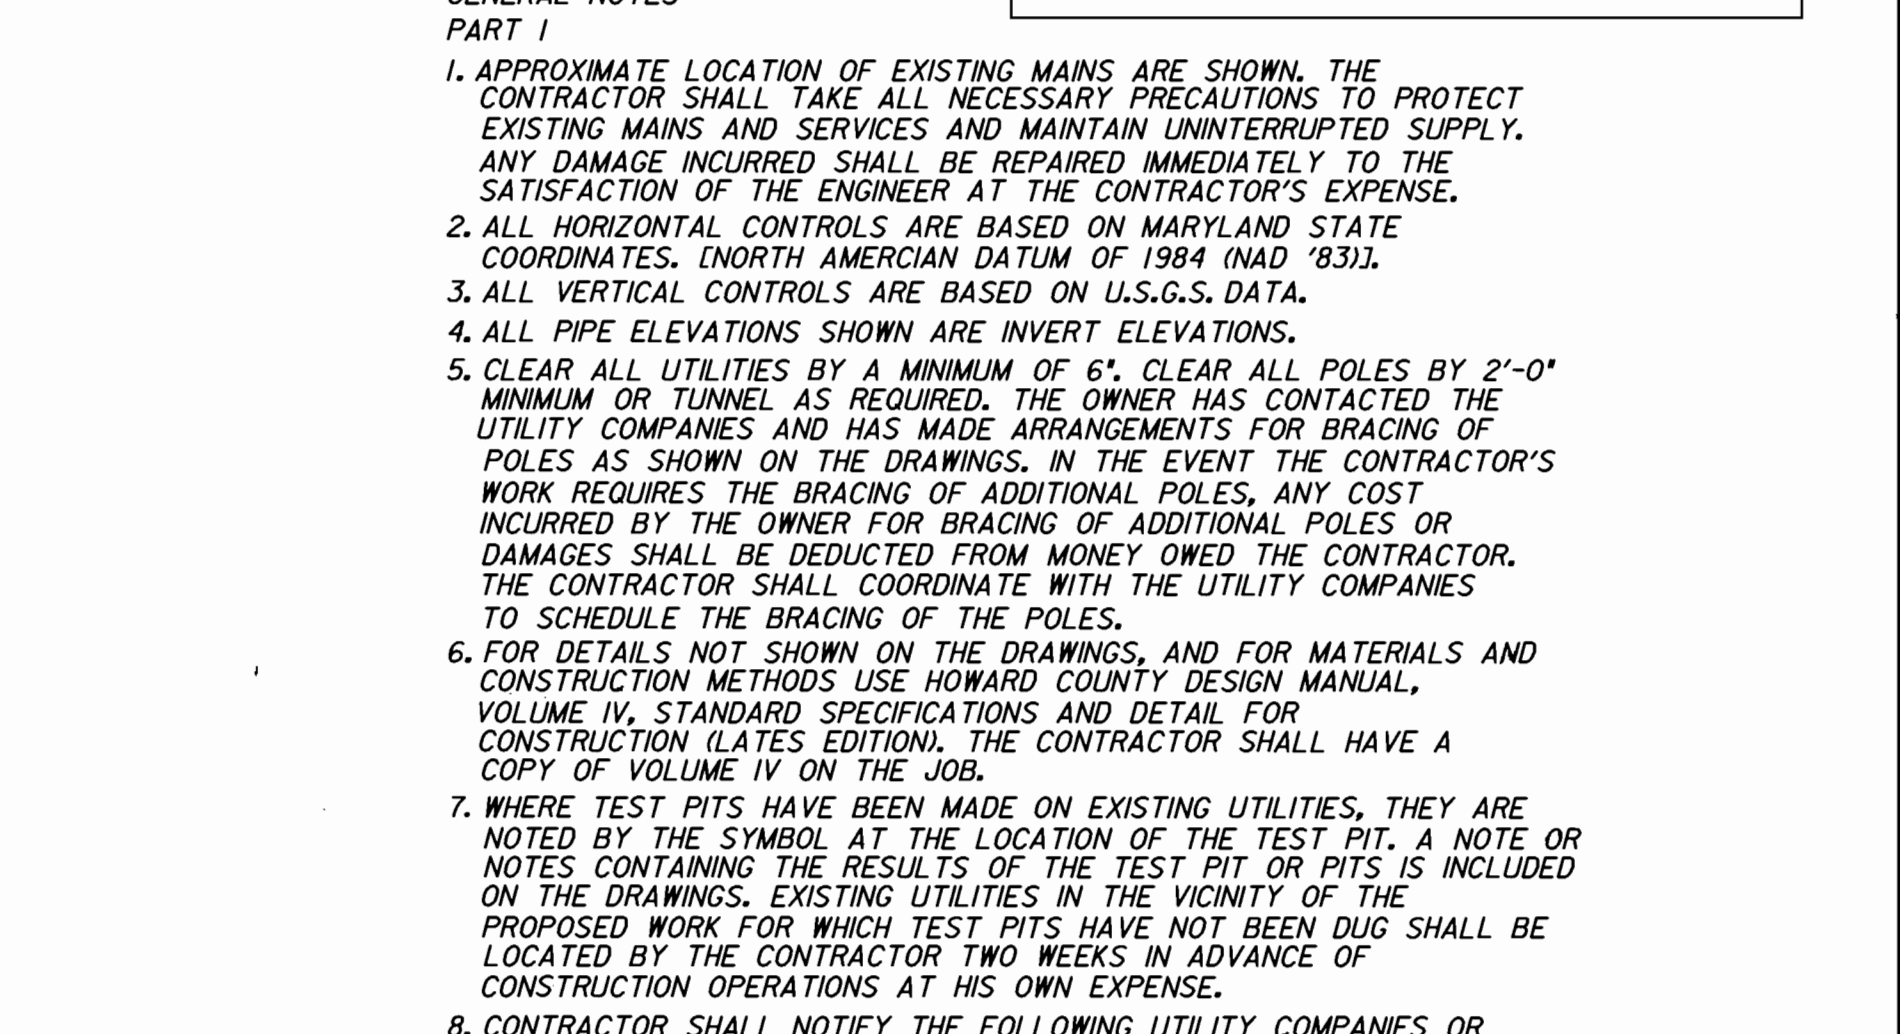 GENERAL NOTES
PART I
1. APPROXIMATE LOCATION OF EXISTING MAINS ARE SHOWN. THE
CONTRACTOR SHALL TAKE ALL NECESSARY PRECAUTIONS TO PROTECT
EXISTING MAINS AND SERVICES AND MAINTAIN UNINTERRUPTED SUPPLY.
ANY DAMAGE INCURRED SHALL BE REPAIRED IMMEDIATELY TO THE
SATISFACTION OF THE ENGINEER AT THE CONTRACTOR'S EXPENSE.
2. ALL HORIZONTAL CONTROLS ARE BASED ON MARYLAND STATE
COORDINATES. [NORTH AMERCIAN DATUM OF 1984 (NAD '83)].
3. ALL VERTICAL CONTROLS ARE BASED ON U.S.G.S. DATA.
4. ALL PIPE ELEVATIONS SHOWN ARE INVERT ELEVATIONS.
5. CLEAR ALL UTILITIES BY A MINIMUM OF 6". CLEAR ALL POLES BY 2'-0"
MINIMUM OR TUNNEL AS REQUIRED. THE OWNER HAS CONTACTED THE
UTILITY COMPANIES AND HAS MADE ARRANGEMENTS FOR BRACING OF
POLES AS SHOWN ON THE DRAWINGS. IN THE EVENT THE CONTRACTOR'S
WORK REQUIRES THE BRACING OF ADDITIONAL POLES, ANY COST
INCURRED BY THE OWNER FOR BRACING OF ADDITIONAL POLES OR
DAMAGES SHALL BE DEDUCTED FROM MONEY OWED THE CONTRACTOR.
THE CONTRACTOR SHALL COORDINATE WITH THE UTILITY COMPANIES
TO SCHEDULE THE BRACING OF THE POLES.
6. FOR DETAILS NOT SHOWN ON THE DRAWINGS, AND FOR MATERIALS AND
CONSTRUCTION METHODS USE HOWARD COUNTY DESIGN MANUAL,
VOLUME IV, STANDARD SPECIFICATIONS AND DETAIL FOR
CONSTRUCTION (LATES EDITION). THE CONTRACTOR SHALL HAVE A
COPY OF VOLUME IV ON THE JOB.
7. WHERE TEST PITS HAVE BEEN MADE ON EXISTING UTILITIES, THEY ARE
NOTED BY THE SYMBOL AT THE LOCATION OF THE TEST PIT. A NOTE OR
NOTES CONTAINING THE RESULTS OF THE TEST PIT OR PITS IS INCLUDED
ON THE DRAWINGS. EXISTING UTILITIES IN THE VICINITY OF THE
PROPOSED WORK FOR WHICH TEST PITS HAVE NOT BEEN DUG SHALL BE
LOCATED BY THE CONTRACTOR TWO WEEKS IN ADVANCE OF
CONSTRUCTION OPERATIONS AT HIS OWN EXPENSE.
8. CONTRACTOR SHALL NOTIFY THE FOLLOWING UTILITY COMPANIES OR